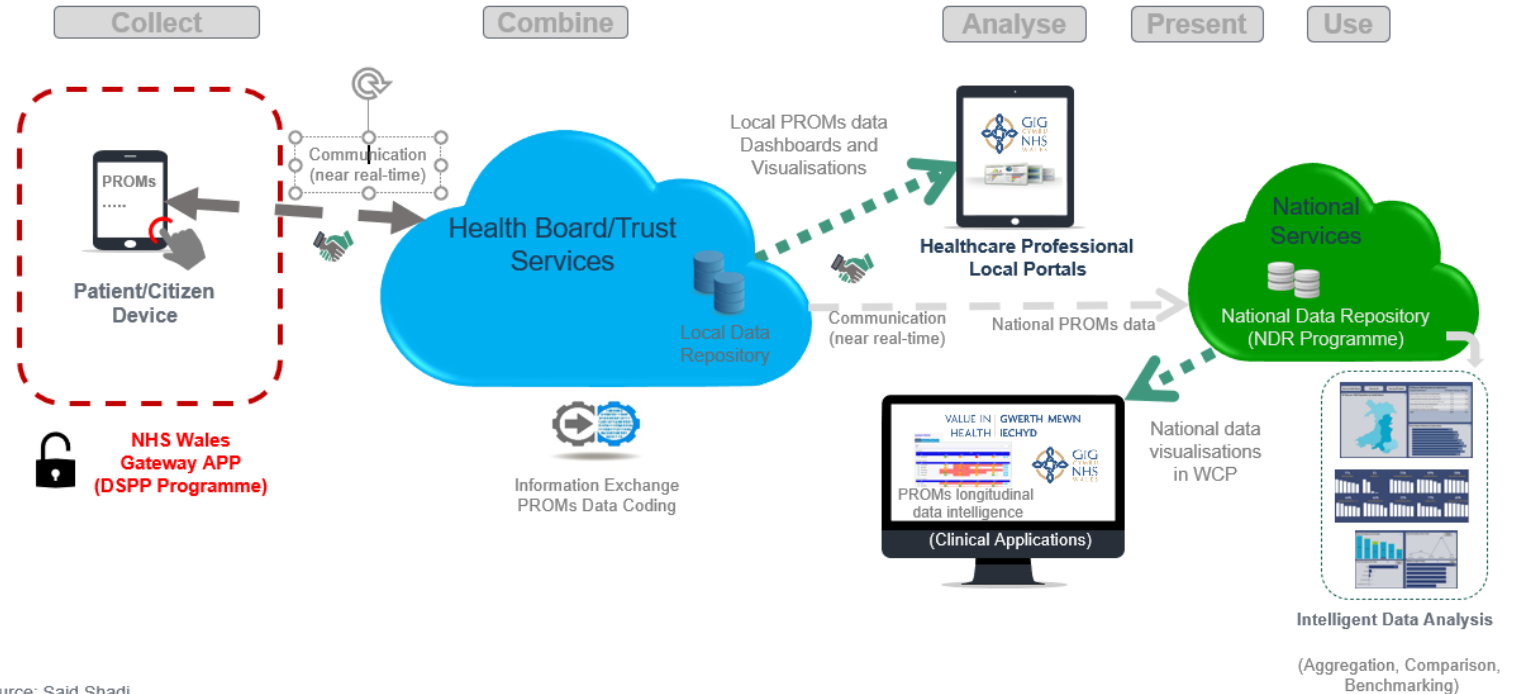 Collect
Combine
Analyse
Present
Use
PROMs
.....
Patient/Citizen
Device
NHS Wales
Gateway APP
(DSPP Programme)
Communication
(near real-time)
Health Board/Trust
Services
Local Data
Repository
Information Exchange
PROMs Data Coding
Local PROMs data
Dashboards and
Visualisations
GIG
CYMRU
NHS
WALES
Healthcare Professional
Local Portals
Communication
(near real-time)
National PROMs data
National
Services
National Data Repository
(NDR Programme)
VALUE IN GWERTH MEWN
HEALTH IECHYD
GIG
CYMRU
NHS
WALES
PROMs longitudinal
data intelligence
(Clinical Applications)
National data
visualisations
in WCP
Intelligent Data Analysis
(Aggregation, Comparison,
Benchmarking)
urce: Said Shadi